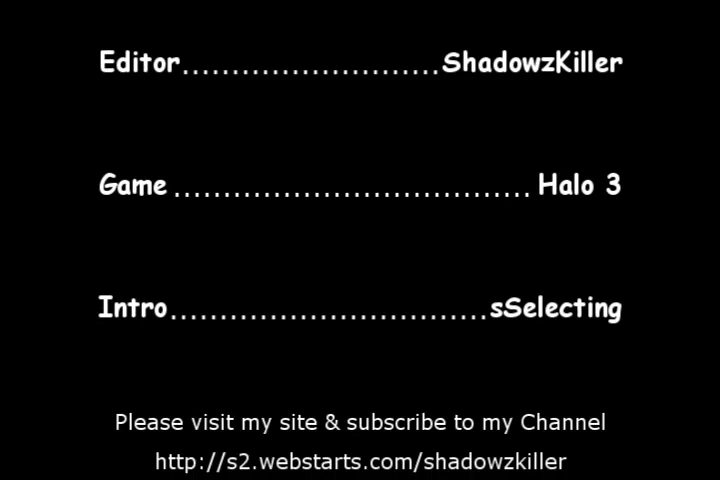 Editor..........................ShadowzKiller
Game .................................... Halo 3
Intro................................sSelecting
Please visit my site & subscribe to my Channel
http://s2.webstarts.com/shadowzkiller